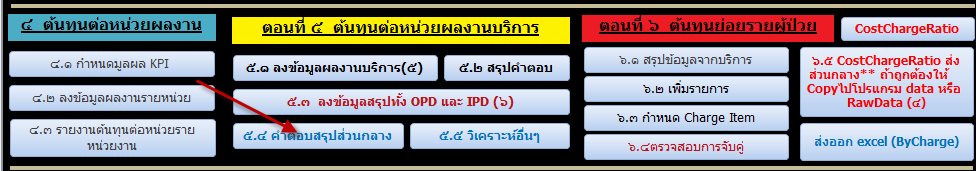 ๔ ต้นทุนต่อหน่วยผลงาน
๔.๑ กำหนดมูลผล KPI
๔.๒ ลงข้อมูลผลงานรายหน่วย
๔.๓ รายงานต้นทุนต่อหน่วยราย
หน่วยงาน
ตอนที่ ๕ ต้นทุนต่อหน่วยผลงานบริการ
๕.๑ ลงข้อมูลผลงานบริการ(๕)
๕.๒ สรุปคำตอบ
๕.๓ ลงข้อมูลสรุปทั้ง OPD และ IPD (๖)
๕.๔ คำตอบสรุปส่วนกลาง
๕.๕ วิเคราะห์อื่นๆ
ตอนที่ ๖ ต้นทุนย่อยรายผู้ป่วย
๖.๑ สรุปข้อมูลจากบริการ
๖.๒ เพิ่มรายการ
๖.๓ กำหนด Charge Item
๖.๔ตรวจสอบการจับคู่
CostChargeRatio
๖.๕ CostChargeRatio ส่ง
ส่วนกลาง** ถ้าถูกต้องให้
Copyไปโปรแกรม data หรือ
RawData (๔)
ส่งออก excel (ByCharge)